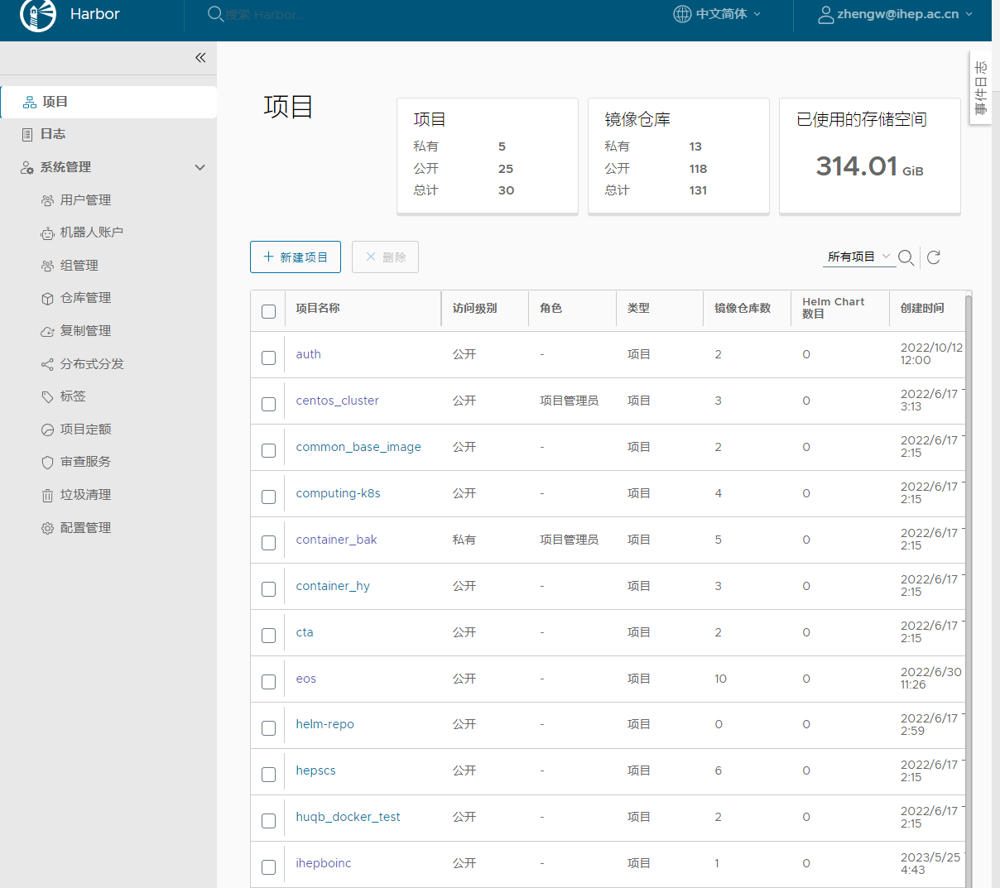 Harbor
搜索 Harbor...
中文简体
zhengw@ihep.ac.cn
事件日志
项目
日志
系统管理
用户管理
机器人账户
组管理
仓库管理
复制管理
分布式分发
标签
项目定额
审查服务
垃圾清理
配置管理
项目
项目
私有 5
公开 25
总计 30
镜像仓库
私有 13
公开 118
总计 131
已使用的存储空间
314.01 GiB
新建项目
删除
所有项目
项目名称 访问级别 角色 类型 镜像仓库数 Helm Chart 数目 创建时间
auth 公开 - 项目 2 0 2022/10/12 12:00
centos_cluster 公开 项目管理员 项目 3 0 2022/6/17 3:13
common_base_image 公开 - 项目 2 0 2022/6/17 2:15
computing-k8s 公开 - 项目 4 0 2022/6/17 2:15
container_bak 私有 项目管理员 项目 5 0 2022/6/17 2:15
container_hy 公开 - 项目 3 0 2022/6/17 2:15
cta 公开 - 项目 2 0 2022/6/17 2:15
eos 公开 - 项目 10 0 2022/6/30 11:26
helm-repo 公开 - 项目 0 0 2022/6/17 2:59
hepscs 公开 - 项目 6 0 2022/6/17 2:15
huqb_docker_test 公开 - 项目 2 0 2022/6/17 2:15
ihepboinc 公开 - 项目 1 0 2023/5/25 4:43